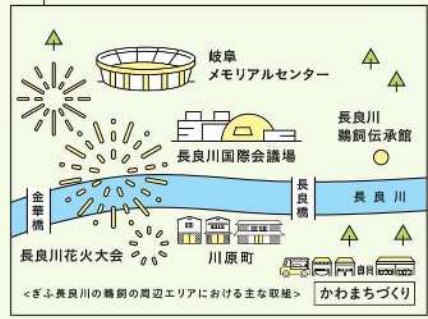 岐阜
メモリアルセンター
長良川
鵜飼伝承館
長良川国際会議場
金華橋
長良橋
長良川
長良川花火大会
川原町
<ぎふ長良川の鵜飼の周辺エリアにおける主な取組>
かわまちづくり